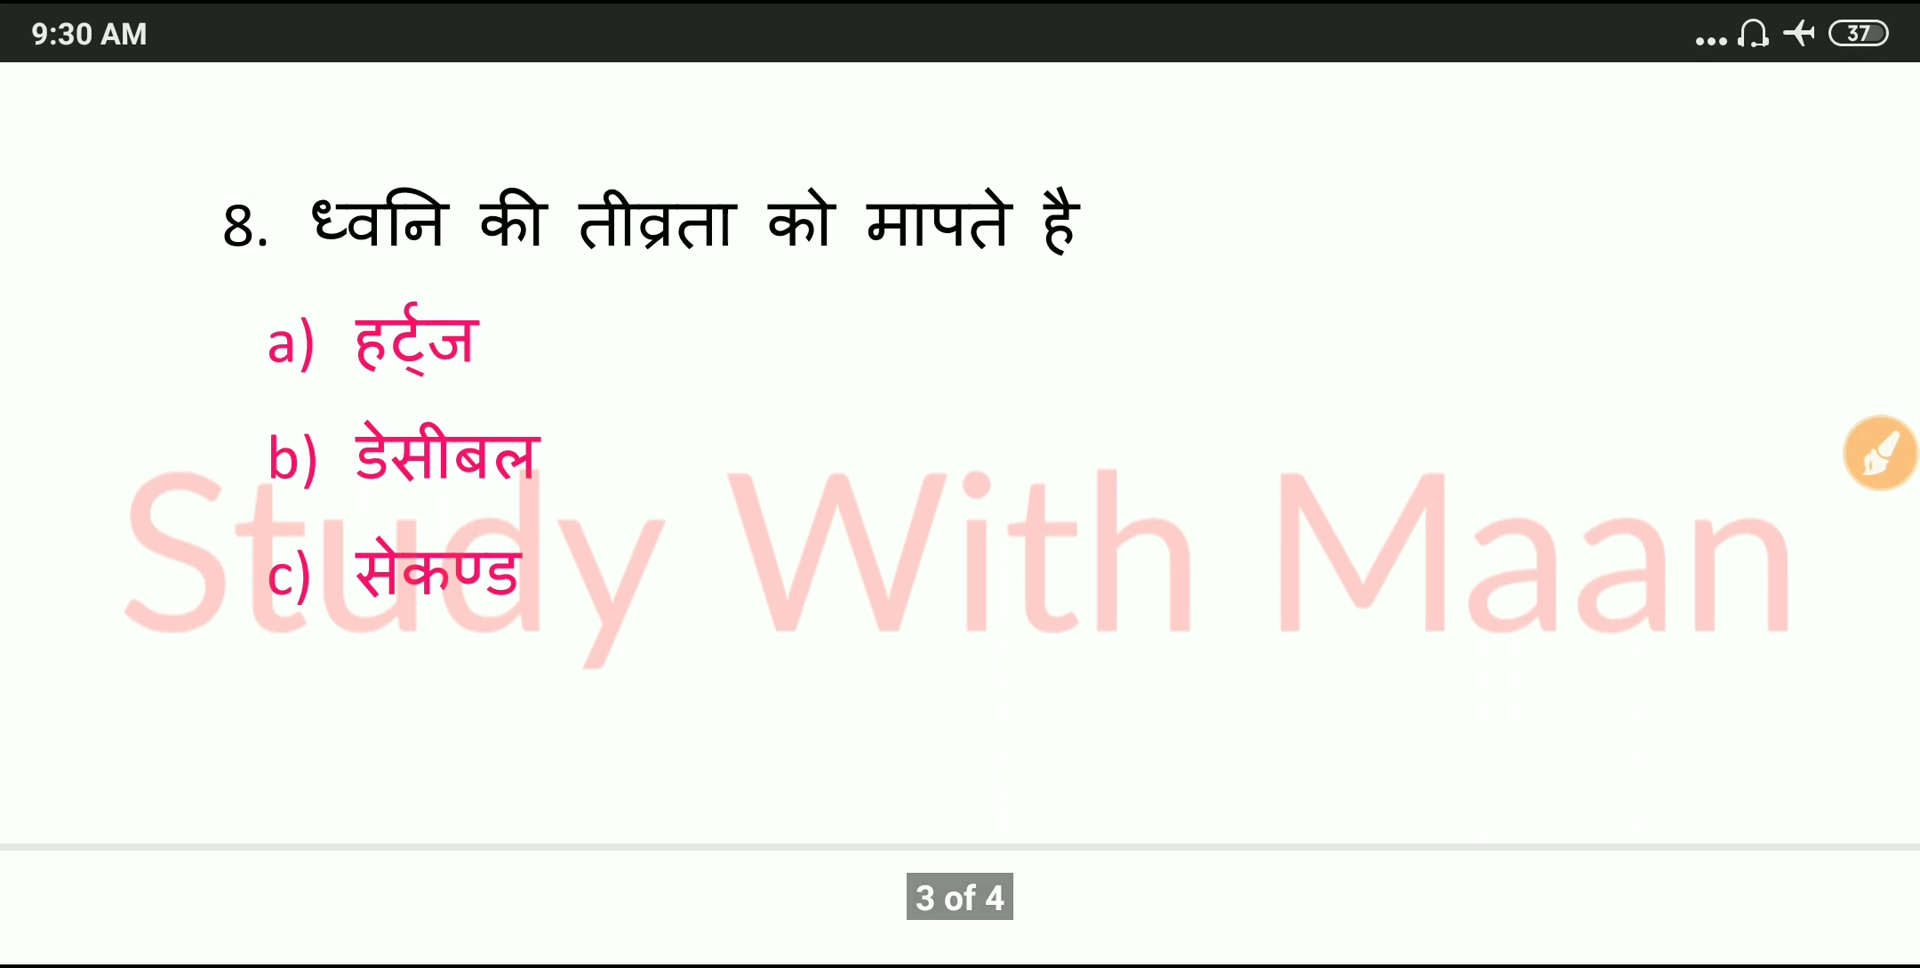 9:30 AM
37
8. ध्वनि की तीव्रता को मापते है
a) हर्ट्ज
b) डेसीबल
c) सेकण्ड
Study With Maan
3 of 4